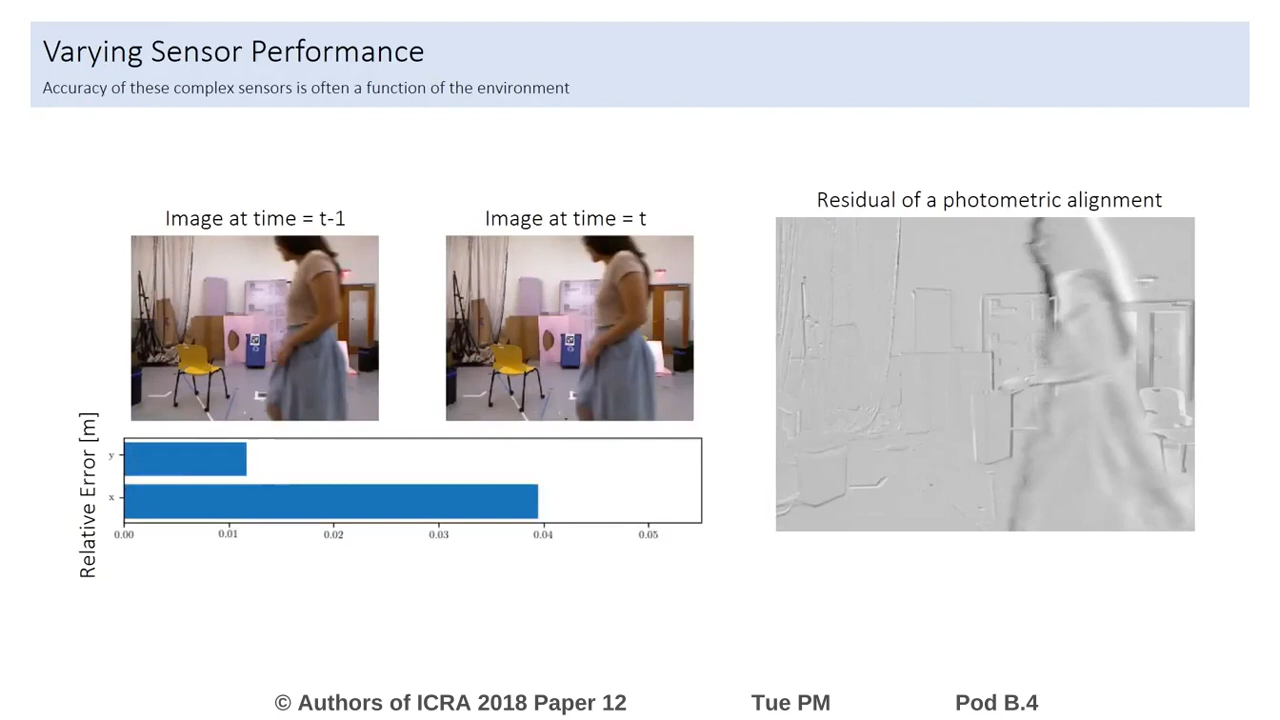 Varying Sensor Performance
Accuracy of these complex sensors is often a function of the environment
Image at time = t-1
Image at time = t
Residual of a photometric alignment
Relative Error [m]
y
x
0.00 0.01 0.02 0.03 0.04 0.05
© Authors of ICRA 2018 Paper 12 Tue PM Pod B.4